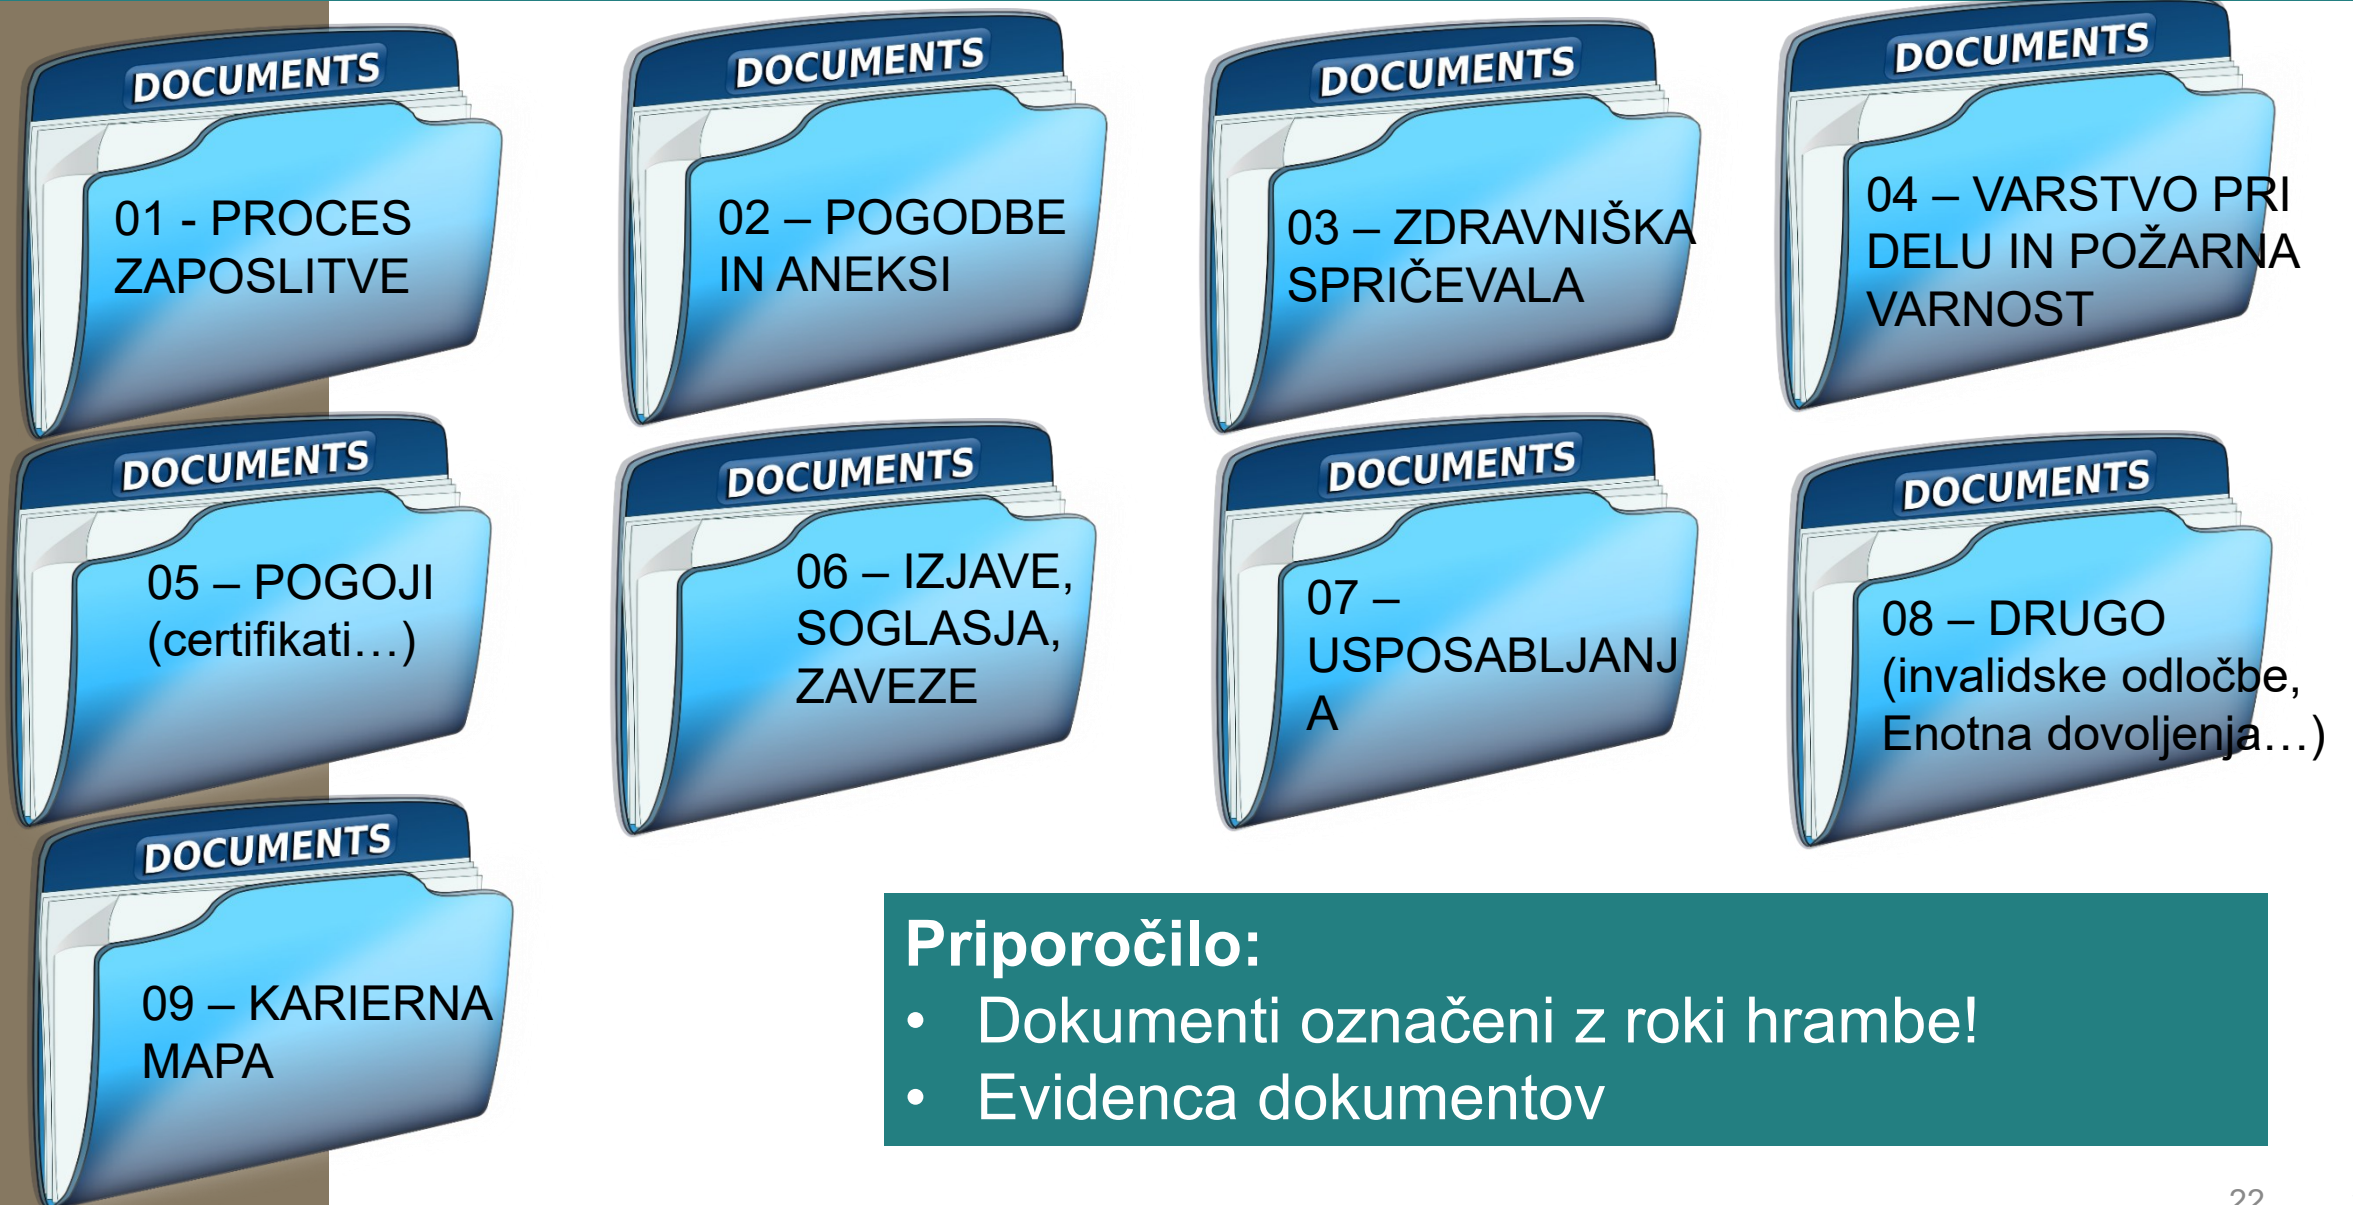 DOCUMENTS
01 - PROCES
ZAPOSLITVE
DOCUMENTS
02 – POGODBE
IN ANEKSI
DOCUMENTS
03 – ZDRAVNIŠKA
SPRIČEVALA
DOCUMENTS
04 – VARSTVO PRI
DELU IN POŽARNA
VARNOST
DOCUMENTS
05 – POGOJI
(certifikati…)
DOCUMENTS
06 – IZJAVE,
SOGLASJA,
ZAVEZE
DOCUMENTS
07 –
USPOSABLJANJ
A
DOCUMENTS
08 – DRUGO
(invalidske odločbe,
Enotna dovoljenja…)
DOCUMENTS
09 – KARIERNA
MAPA
Priporočilo:
• Dokumenti označeni z roki hrambe!
• Evidenca dokumentov
22